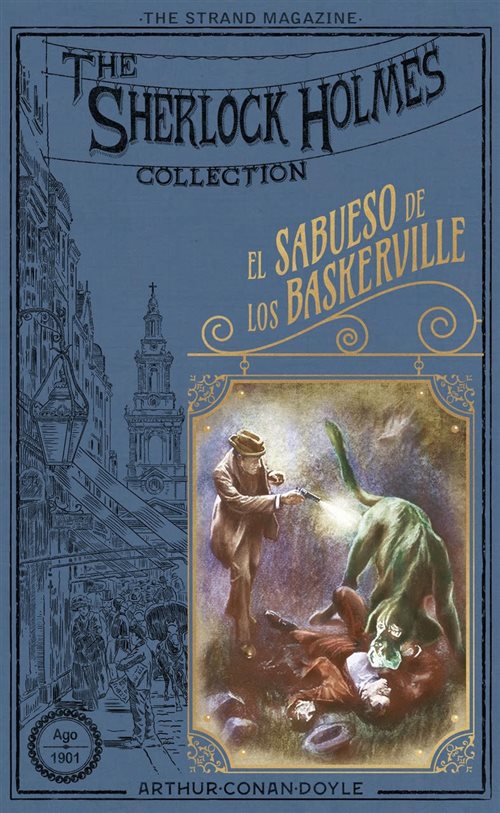 ·THE STRAND MAGAZINE·
THE
SHERLOCK HOLMES
COLLECTION
EL SABUESO DE
LOS BASKERVILLE
Ago
1901
ARTHUR·CONAN·DOYLE